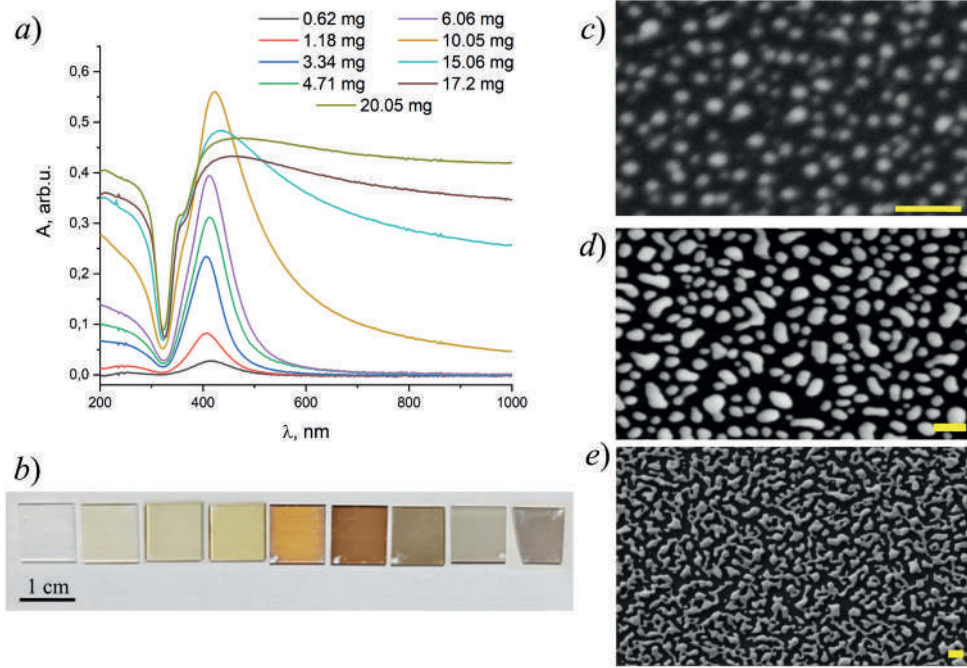 a)
0.62 mg
6.06 mg
1.18 mg
10.05 mg
3.34 mg
15.06 mg
4.71 mg
17.2 mg
20.05 mg
0,6
0,5
0,4
0,3
0,2
0,1
0,0
A, arb.u.
200 400 600 800 1000
λ, nm
b)
1 cm
c)
d)
e)